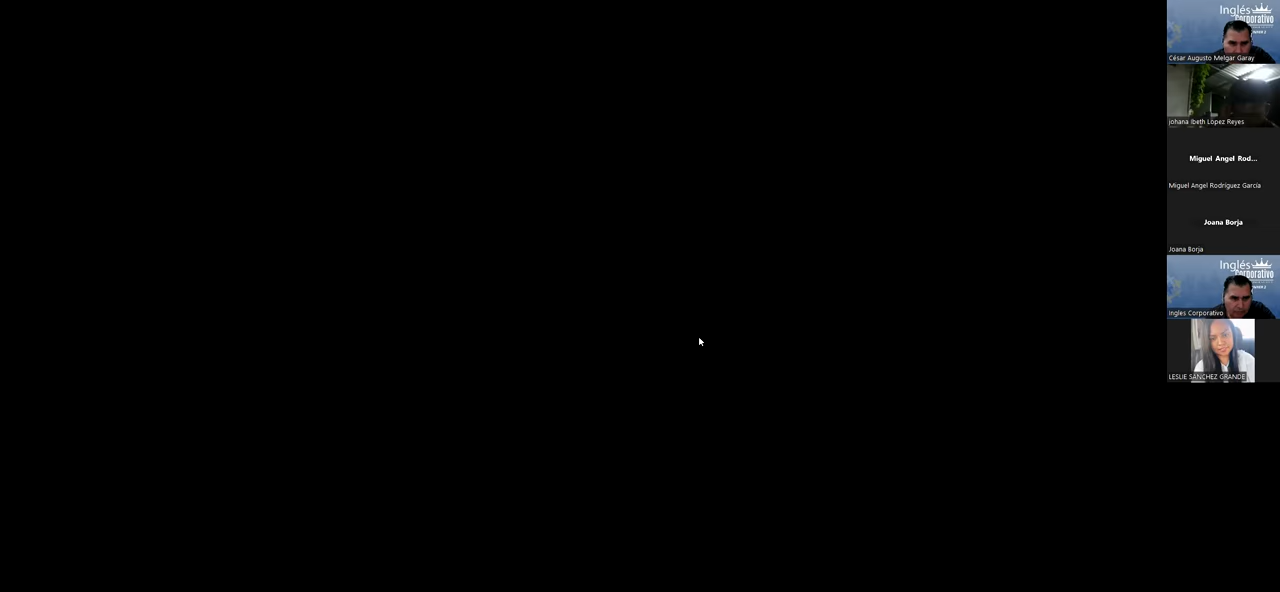 Inglés
Corporativo
César Augusto Melgar Garay
johana Ibeth López Reyes
Miguel Angel Rod...
Miguel Angel Rodríguez García
Joana Borja
Joana Borja
Inglés
Corporativo
Ingles Corporativo
LESLIE SANCHEZ GRANDE